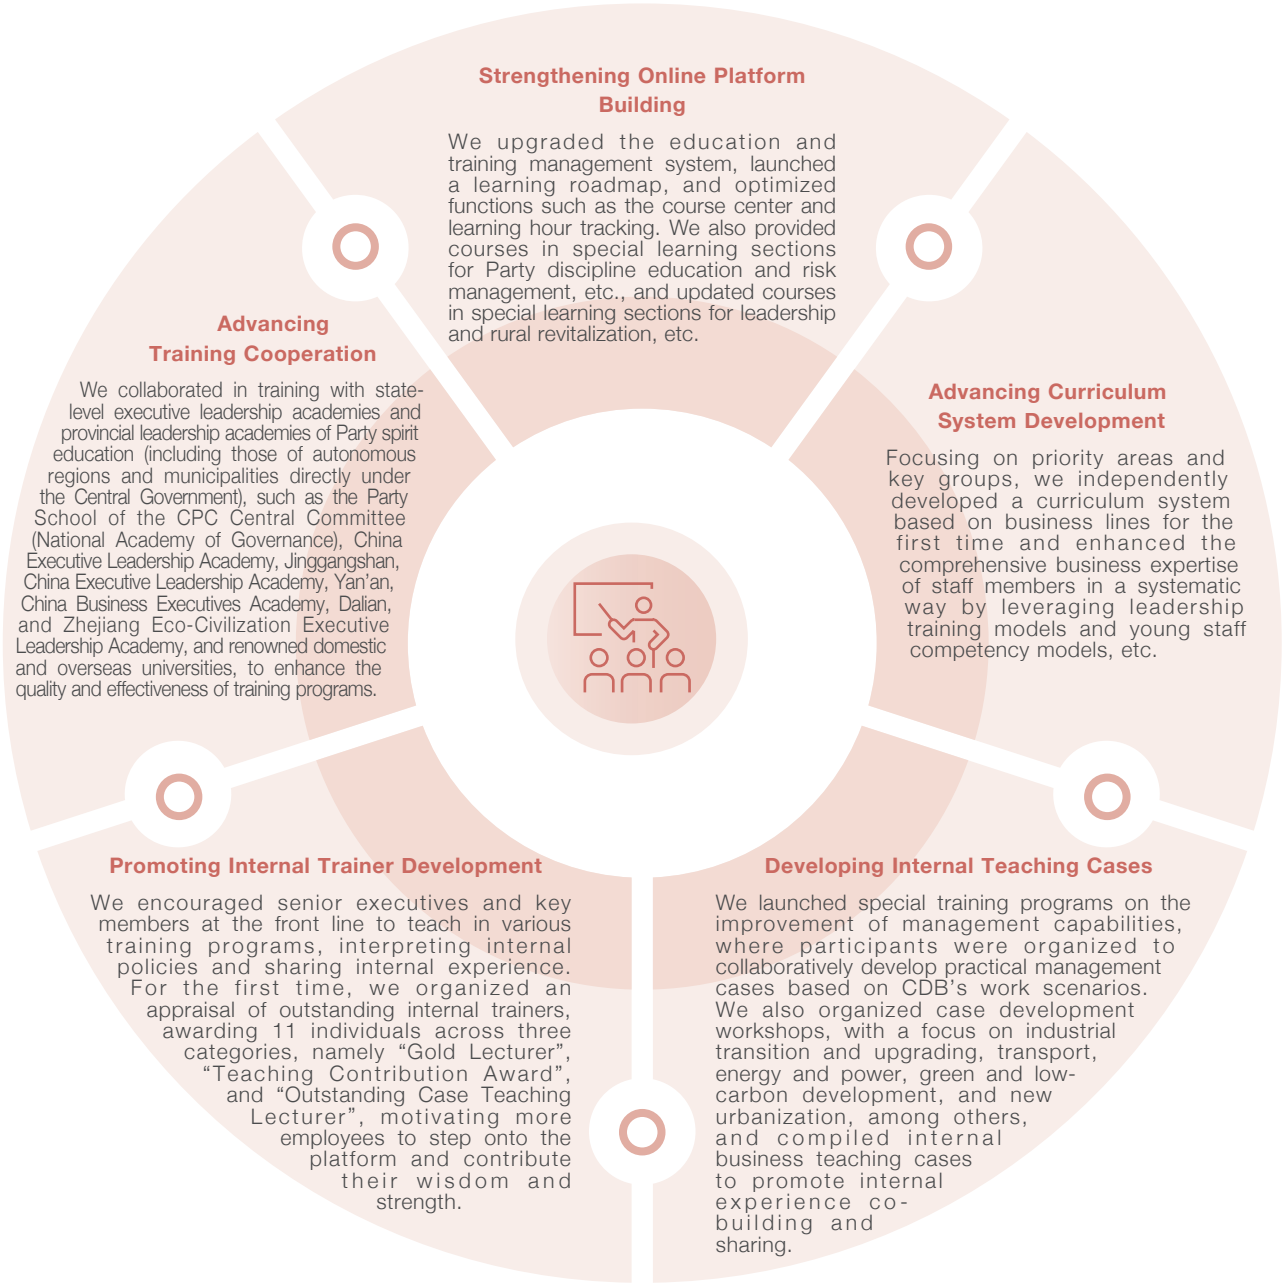 Strengthening Online Platform
Building
We upgraded the education and
training management system, launched
a learning roadmap, and optimized
functions such as the course center and
learning hour tracking. We also provided
courses in special learning sections
for Party discipline education and risk
management, etc., and updated courses
in special learning sections for leadership
and rural revitalization, etc.
Advancing
Training Cooperation
We collaborated in training with state-
level executive leadership academies and
provincial leadership academies of Party spirit
education (including those of autonomous
regions and municipalities directly under
the Central Government), such as the Party
School of the CPC Central Committee
(National Academy of Governance), China
Executive Leadership Academy, Jinggangshan,
China Executive Leadership Academy, Yan’an,
China Business Executives Academy, Dalian,
and Zhejiang Eco-Civilization Executive
Leadership Academy, and renowned domestic
and overseas universities, to enhance the
quality and effectiveness of training programs.
Advancing Curriculum
System Development
Focusing on priority areas and
key groups, we independently
developed a curriculum system
based on business lines for the
first time and enhanced the
comprehensive business expertise
of staff members in a systematic
way by leveraging leadership
training models and young staff
competency models, etc.
Promoting Internal Trainer Development
We encouraged senior executives and key
members at the front line to teach in various
training programs, interpreting internal
policies and sharing internal experience.
For the first time, we organized an
appraisal of outstanding internal trainers,
awarding 11 individuals across three
categories, namely “Gold Lecturer”,
“Teaching Contribution Award”,
and “Outstanding Case Teaching
Lecturer”, motivating more
employees to step onto the
platform and contribute
their wisdom and
strength.
Developing Internal Teaching Cases
We launched special training programs on the
improvement of management capabilities,
where participants were organized to
collaboratively develop practical management
cases based on CDB’s work scenarios.
We also organized case development
workshops, with a focus on industrial
transition and upgrading, transport,
energy and power, green and low-
carbon development, and new
urbanization, among others,
and compiled internal
business teaching cases
to promote internal
experience co-
building and
sharing.